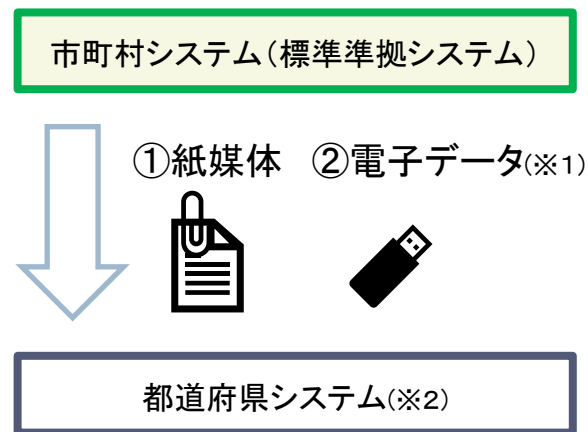 市町村システム（標準準拠システム）
①紙媒体　②電子データ(※1)
都道府県システム(※2)